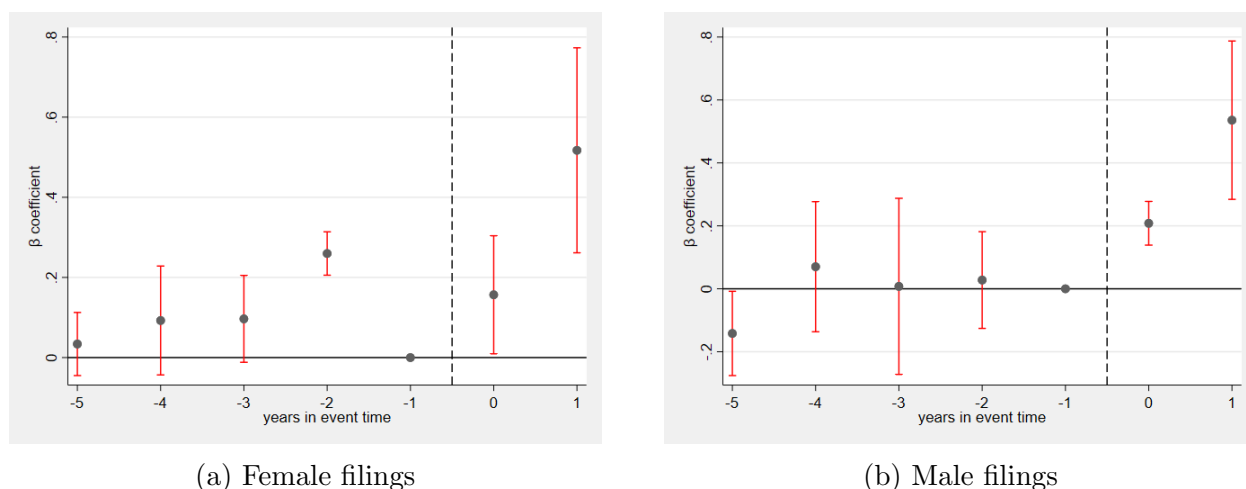 .8
.6
.4
.2
0
β coefficient
-5 -4 -3 -2 -1 0 1
years in event time
(a) Female filings
.8
.6
.4
.2
0
-.2
β coefficient
-5 -4 -3 -2 -1 0 1
years in event time
(b) Male filings